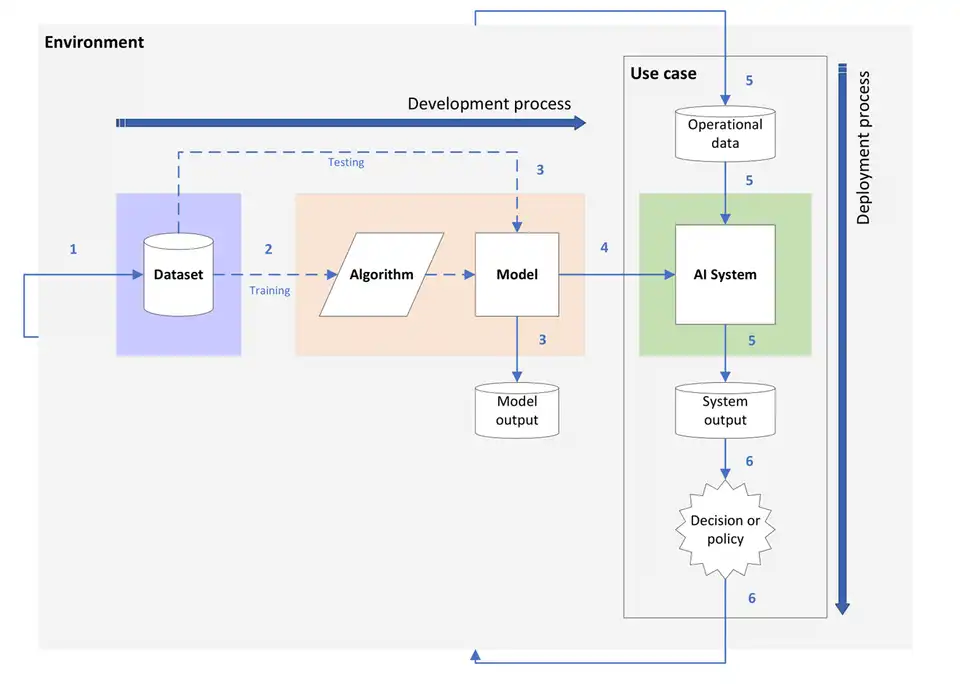 Environment
5
Use case
Development process
Operational
data
Deployment process
Testing
3
5
1
2
4
Dataset
Algorithm
Model
AI System
Training
3
5
Model
output
System
output
6
Decision or
policy
6